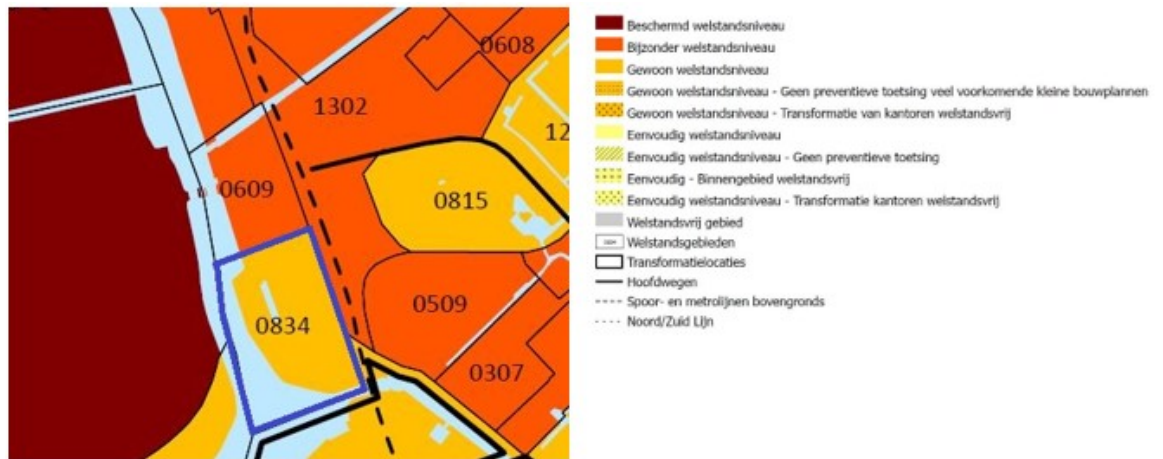 0608
1302
12
0609
0815
0509
0834
0307
Beschermd welstandsniveau
Bijzonder welstandsniveau
Gewoon welstandsniveau
Gewoon welstandsniveau - Geen preventieve toetsing veel voorkomende kleine bouwplannen
Gewoon welstandsniveau - Transformatie van kantoren welstandsvrij
Eenvoudig welstandsniveau
Eenvoudig welstandsniveau - Geen preventieve toetsing
Eenvoudig - Binnengebied welstandsvrij
Eenvoudig welstandsniveau - Transformatie kantoren welstandsvrij
Welstandsvrij gebied
Welstandsgebieden
Transformatielocaties
Hoofdwegen
Spoor- en metrolijnen bovengronds
Noord/Zuid Lijn